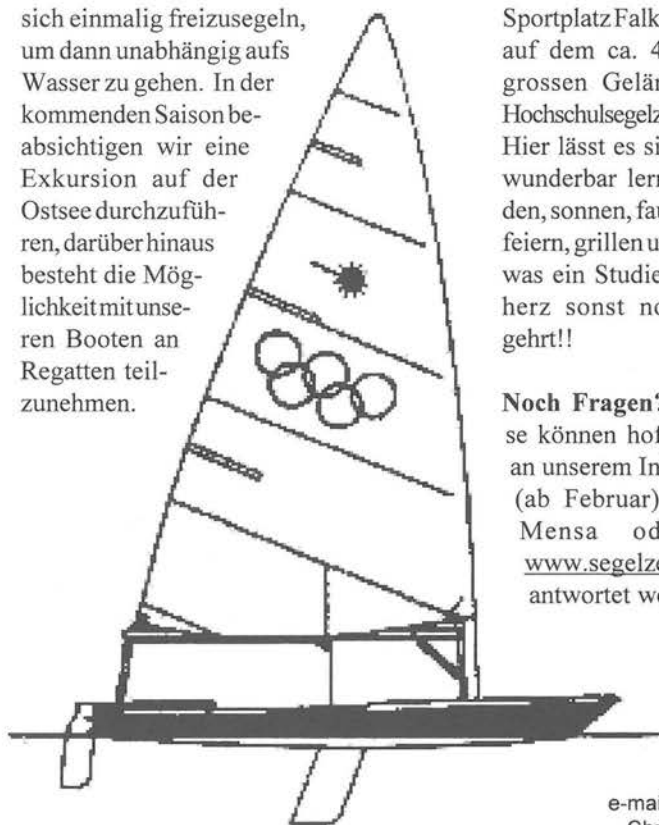 sich einmalig freizusegeln,
um dann unabhängig aufs
Wasser zu gehen. In der
kommenden Saison be-
absichtigen wir eine
Exkursion auf der
Ostsee durchzufüh-
ren, darüber hinaus
besteht die Mög-
lichkeit mit unse-
ren Booten an
Regatten teil-
zunehmen.
Sportplatz Falk
auf dem ca. 4
grossen Gelän
Hochschulsegelz
Hier lässt es si
wunderbar lern
den, sonnen, fau
feiern, grillen u
was ein Studie
herz sonst no
gehrt!!
Noch Fragen?
se können hof
an unserem In
(ab Februar)
Mensa od
www.segelze
antwortet we
e-mai